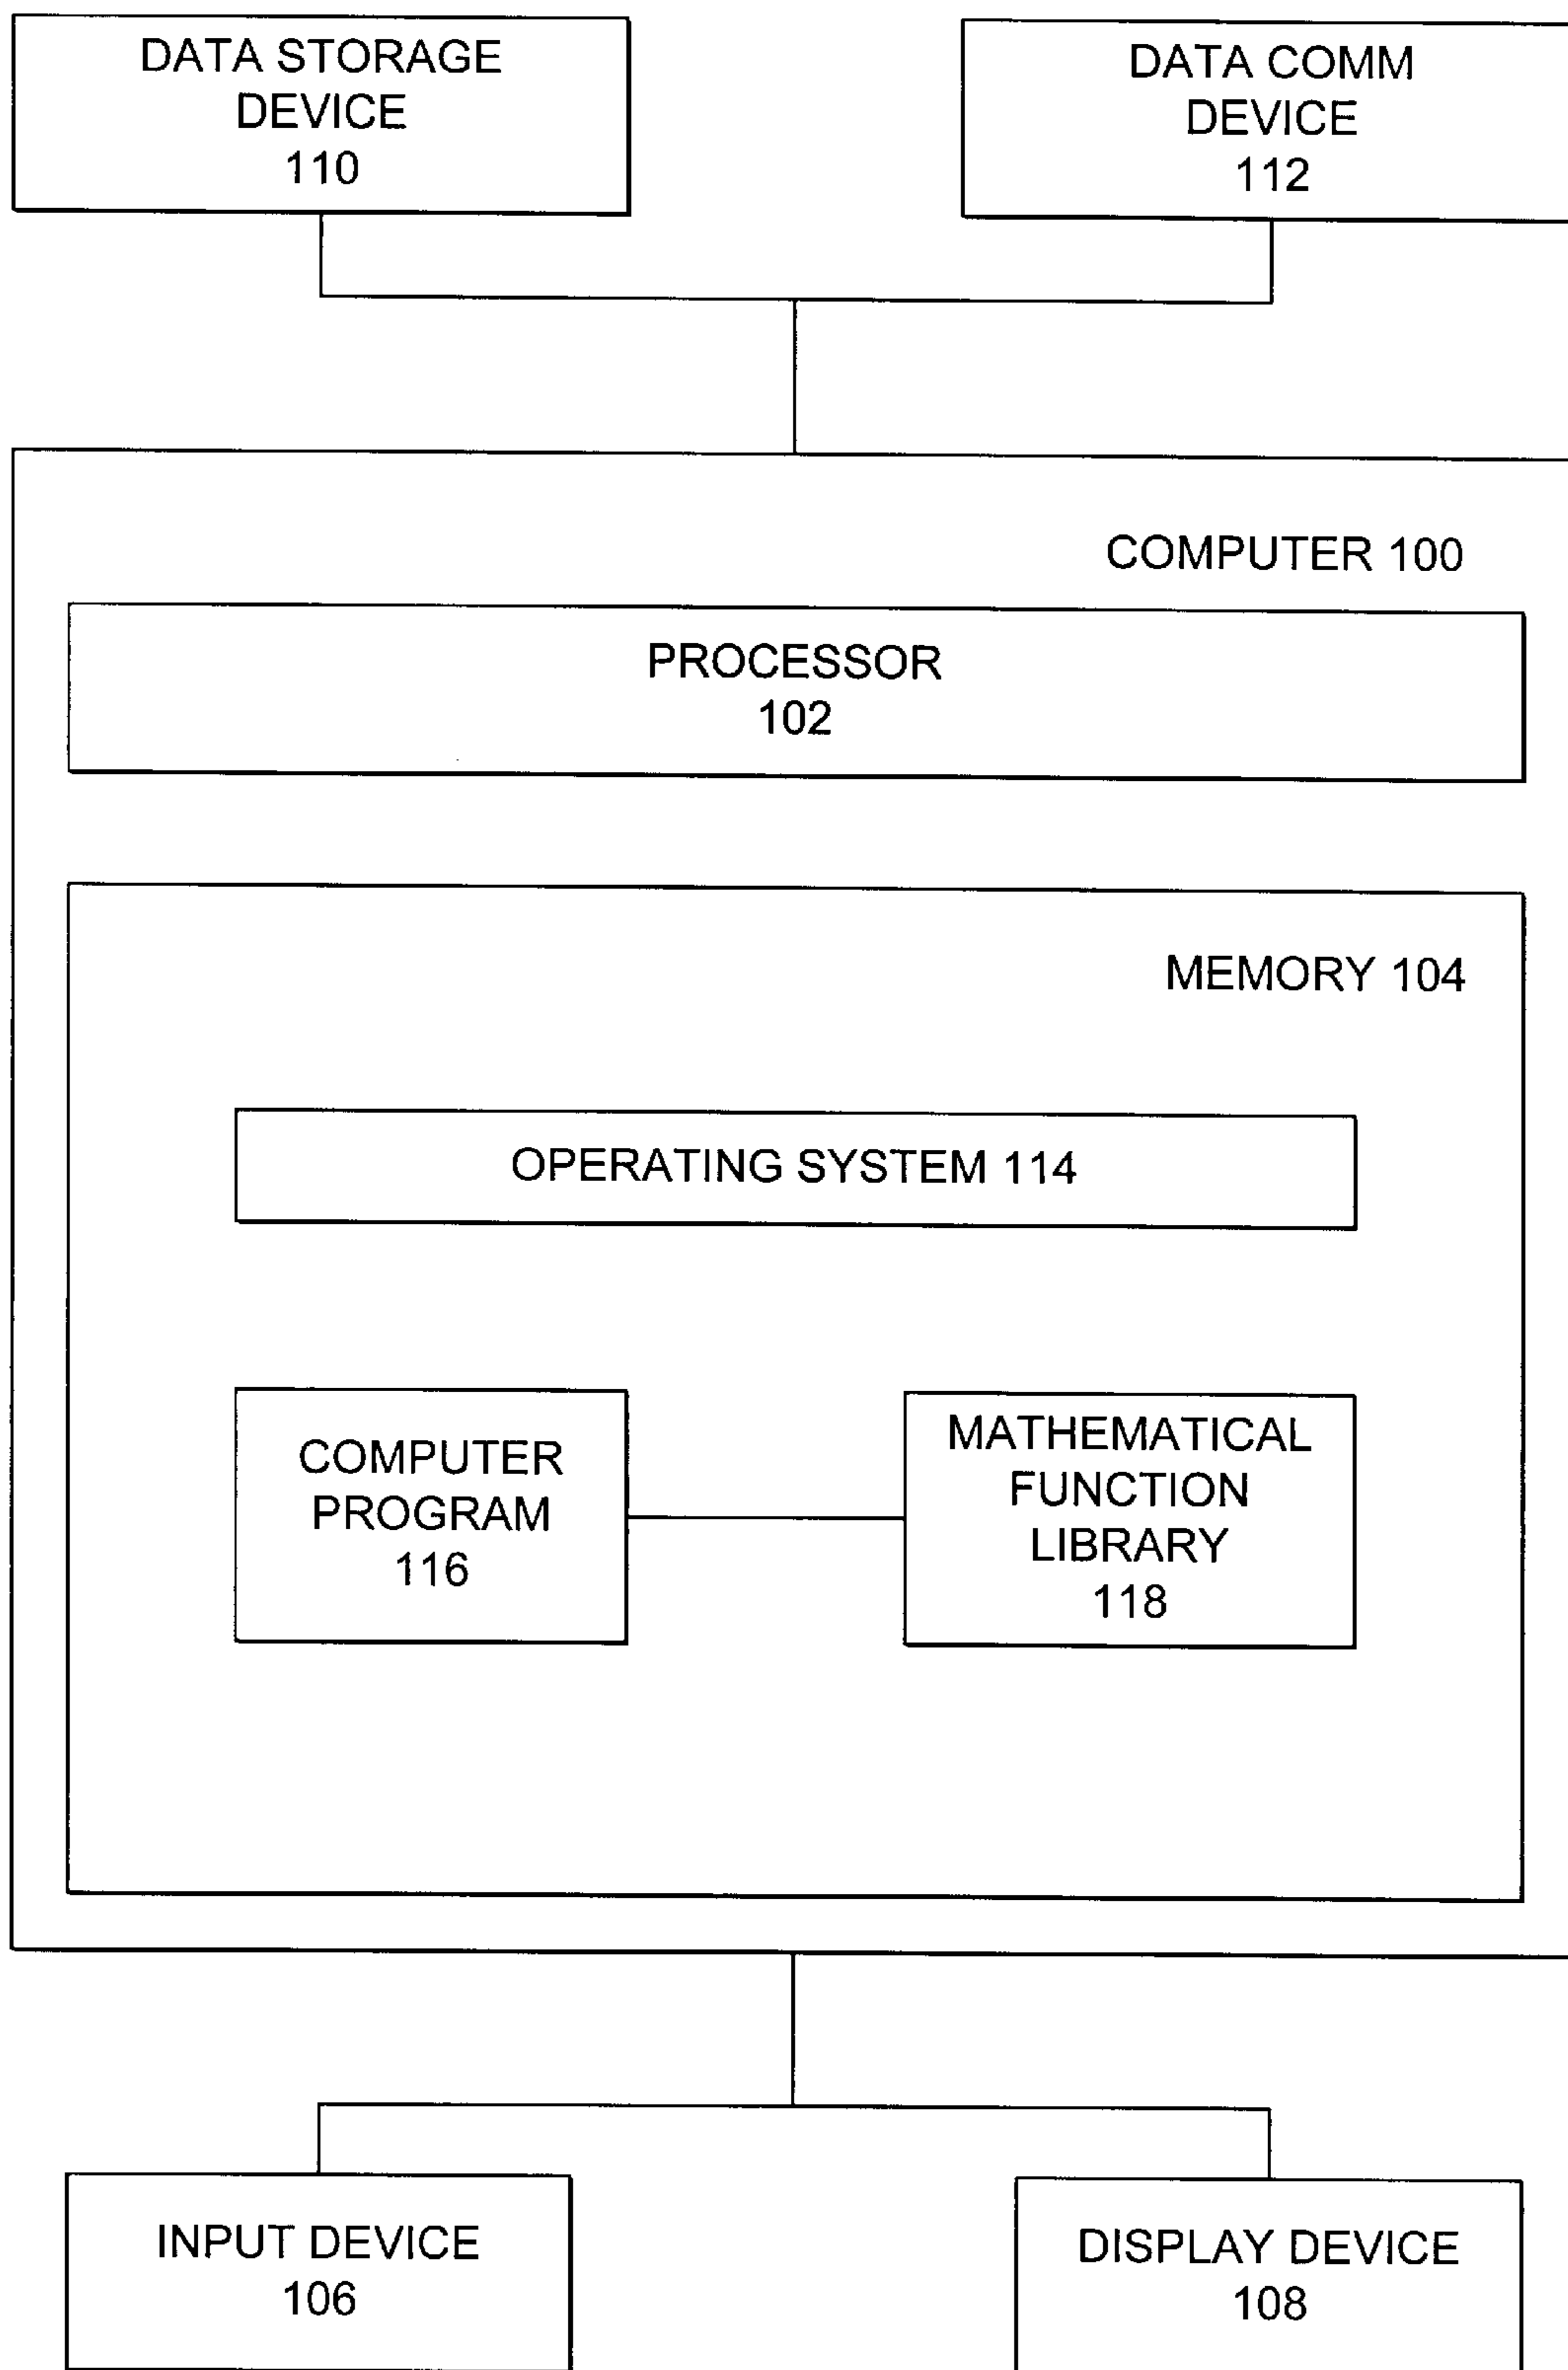 DATA STORAGE
DEVICE
110
DATA COMM
DEVICE
112
COMPUTER 100
PROCESSOR
102
MEMORY 104
OPERATING SYSTEM 114
COMPUTER
PROGRAM
116
MATHEMATICAL
FUNCTION
LIBRARY
118
INPUT DEVICE
106
DISPLAY DEVICE
108